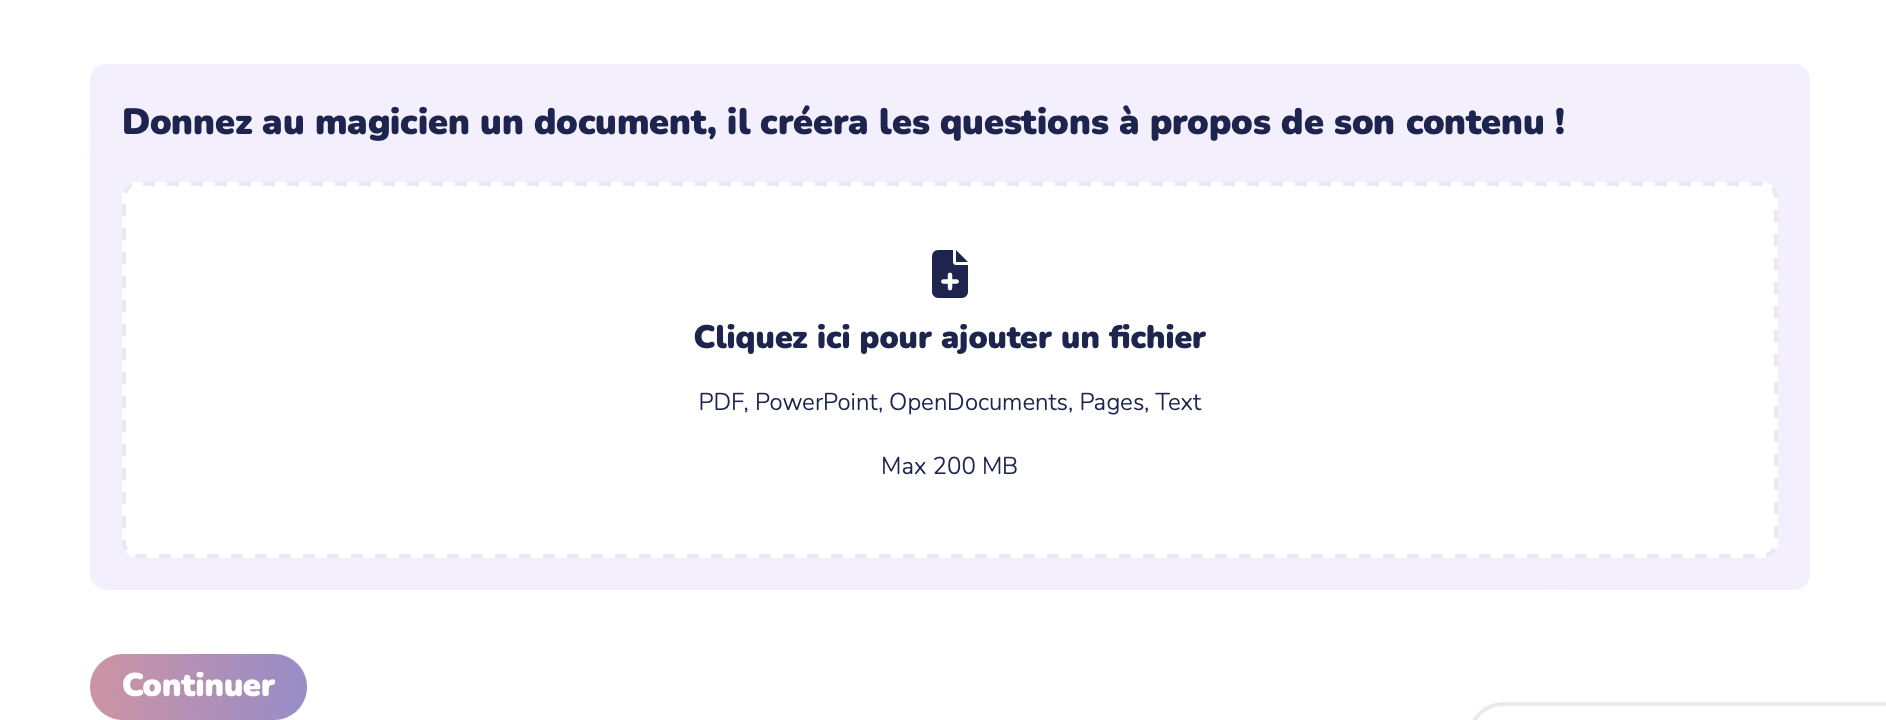 Donnez au magicien un document, il créera les questions à propos de son contenu !
Cliquez ici pour ajouter un fichier
PDF, PowerPoint, OpenDocuments, Pages, Text
Max 200 MB
Continuer